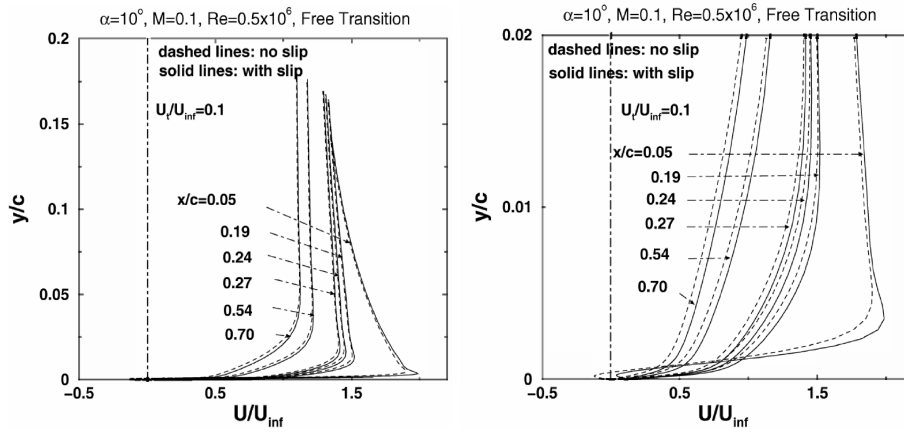 α=10°, M=0.1, Re=0.5x10⁶, Free Transition
0.2
dashed lines: no slip
solid lines: with slip
Uₜ/U_inf=0.1
0.15
y/c
0.1
x/c=0.05
0.19
0.24
0.27
0.54
0.70
0.05
0
−0.5
0.5
1.5
U/U_inf
α=10°, M=0.1, Re=0.5x10⁶, Free Transition
0.02
dashed lines: no slip
solid lines: with slip
Uₜ/U_inf=0.1
x/c=0.05
0.19
0.24
0.27
0.54
0.70
y/c
0.01
0
−0.5
0.5
1.5
U/U_inf